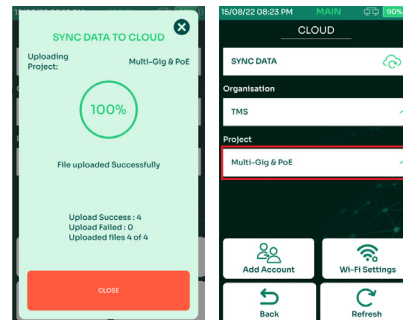 SYNC DATA TO CLOUD
Uploading
Project:
Multi-Gig & PoE
100%
File uploaded Successfully
Upload Success : 4
Upload Failed : 0
Uploaded files 4 of 4
CLOSE
15/08/22 08:23 PM MAIN 90%
CLOUD
SYNC DATA
Organisation
TMS
Project
Multi-Gig & PoE
Add Account
Wi-Fi Settings
Back
Refresh